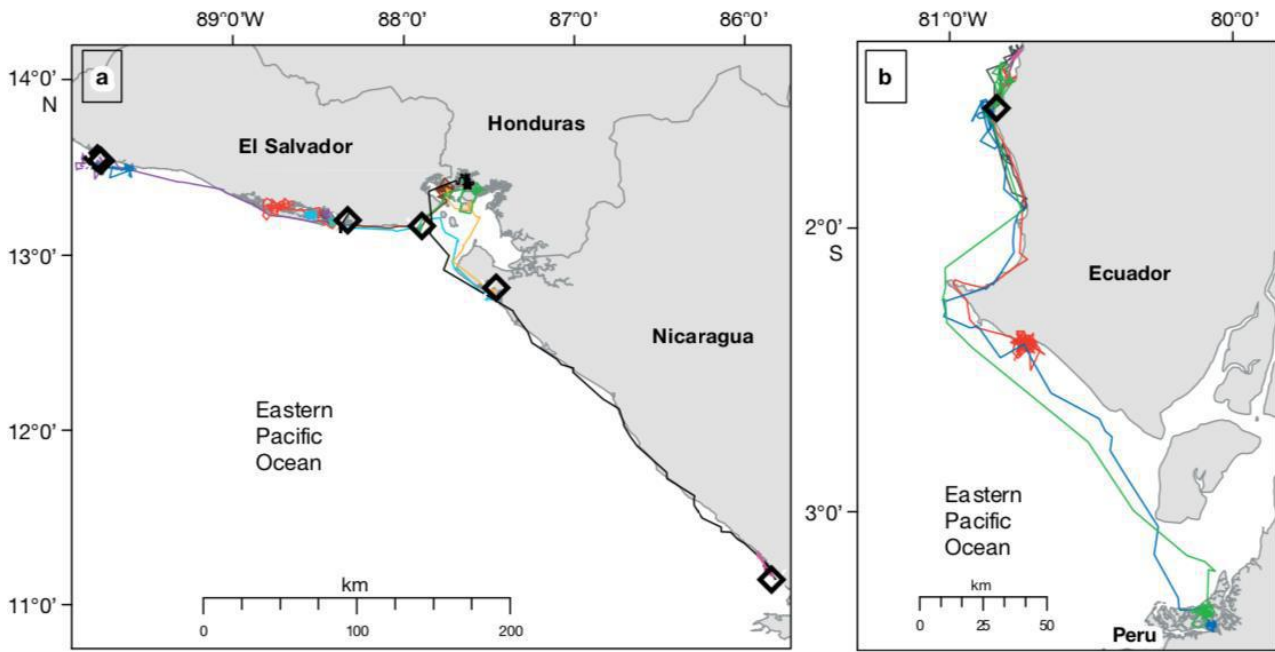 89°0'W
88°0'
87°0'
86°0'
a
14°0'
N
13°0'
12°0'
11°0'
El Salvador
Honduras
Nicaragua
Eastern
Pacific
Ocean
km
0
100
200
81°0'W
80°0'
b
2°0'
S
3°0'
Ecuador
Eastern
Pacific
Ocean
km
0
25
50
Peru